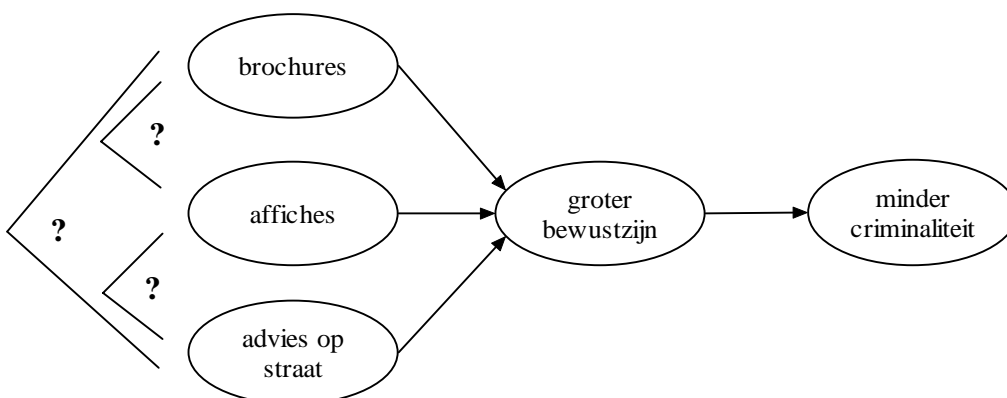 brochures
?
affiches
?
?
advies op
straat
groter
bewustzijn
minder
criminaliteit